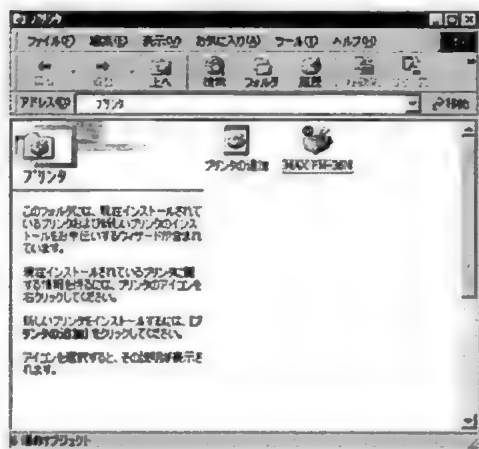 プリンタ
ファイル(F) 編集(E) 表示(V) お気に入り(A) ツール(T) ヘルプ(H)
上へ 検索 フォルダ 履歴
アドレス(D) プリンタ 移動
プリンタ
プリンタの追加
このフォルダには、現在インストールされて
いるプリンタおよび新しいプリンタのインス
トールをお手伝いするウィザードが含まれ
ています。
現在インストールされているプリンタに関
する情報を得るには、プリンタのアイコンを
右クリックしてください。
新しいプリンタをインストールするには、[プ
リンタの追加] をクリックしてください。
アイコンを選択すると、その説明が表示さ
れます。
個のオブジェクト